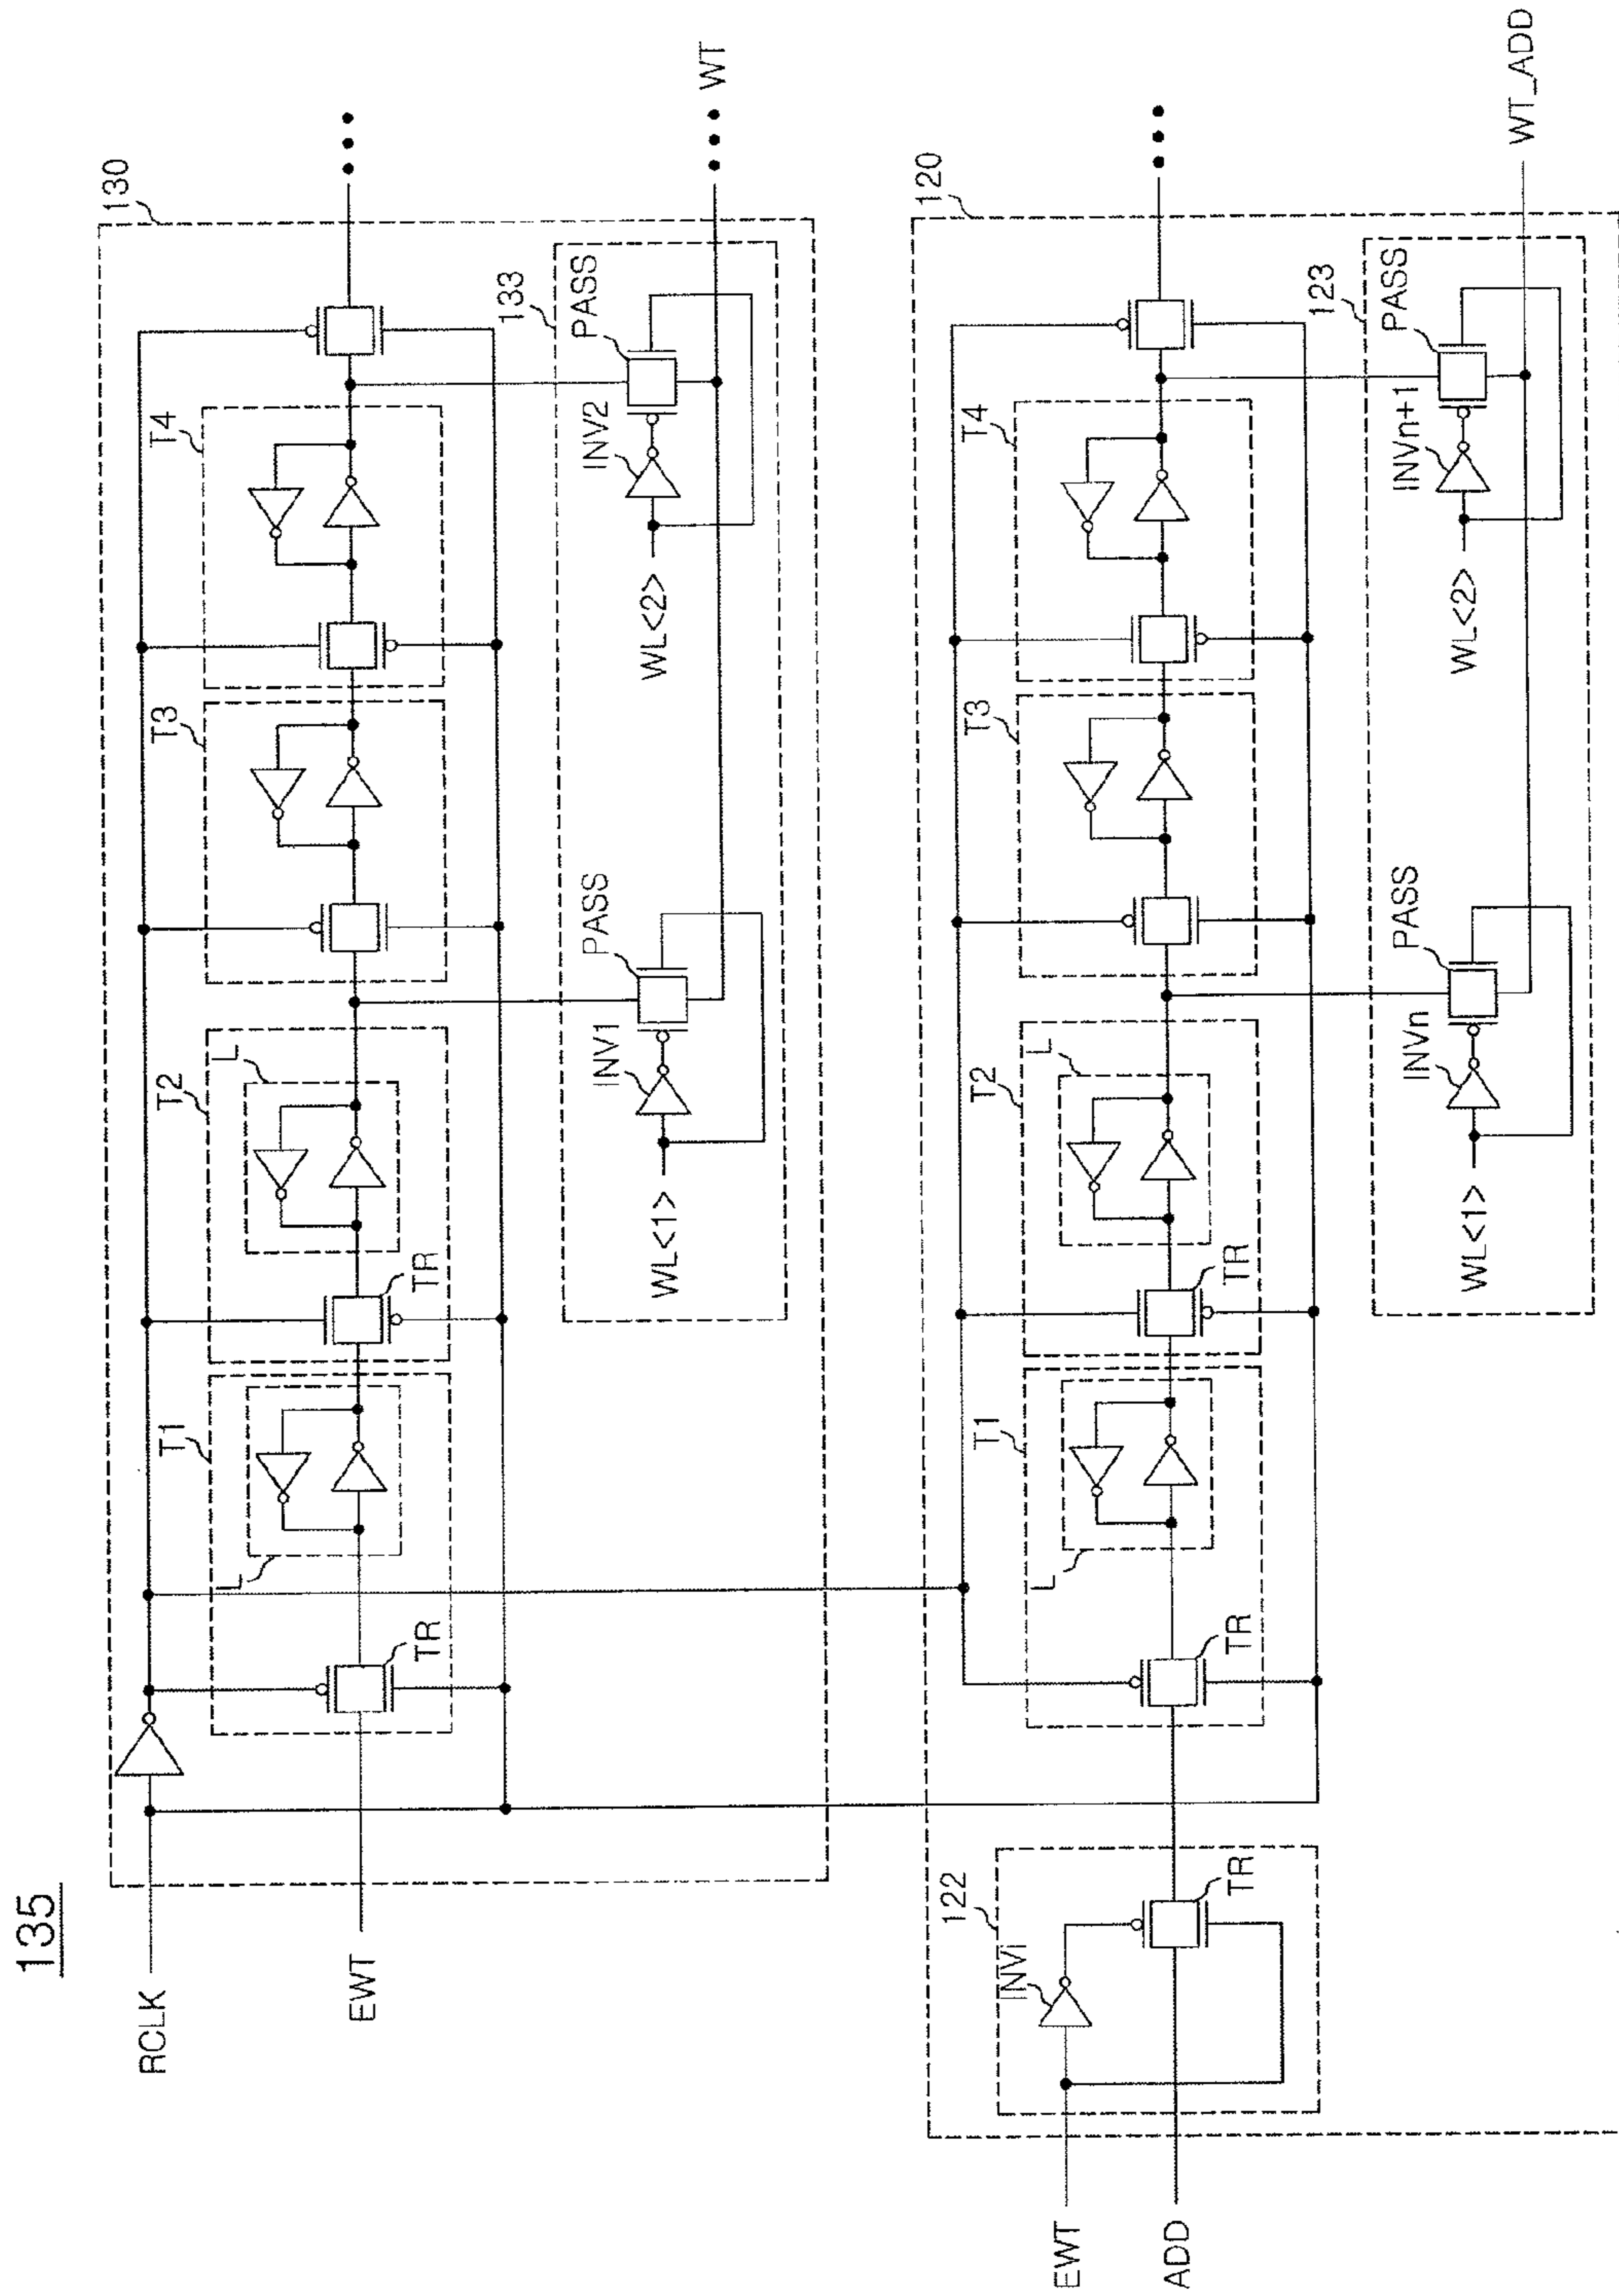 135
RCLK
EWT
130
T1
L
TR
T2
L
TR
T3
T4
133
WL<1>
INV1
PASS
WL<2>
INV2
PASS
WT
120
122
EWT
ADD
INVi
TR
T1
L
TR
T2
L
TR
T3
T4
123
WL<1>
INVn
PASS
WL<2>
INVn+1
PASS
WT_ADD